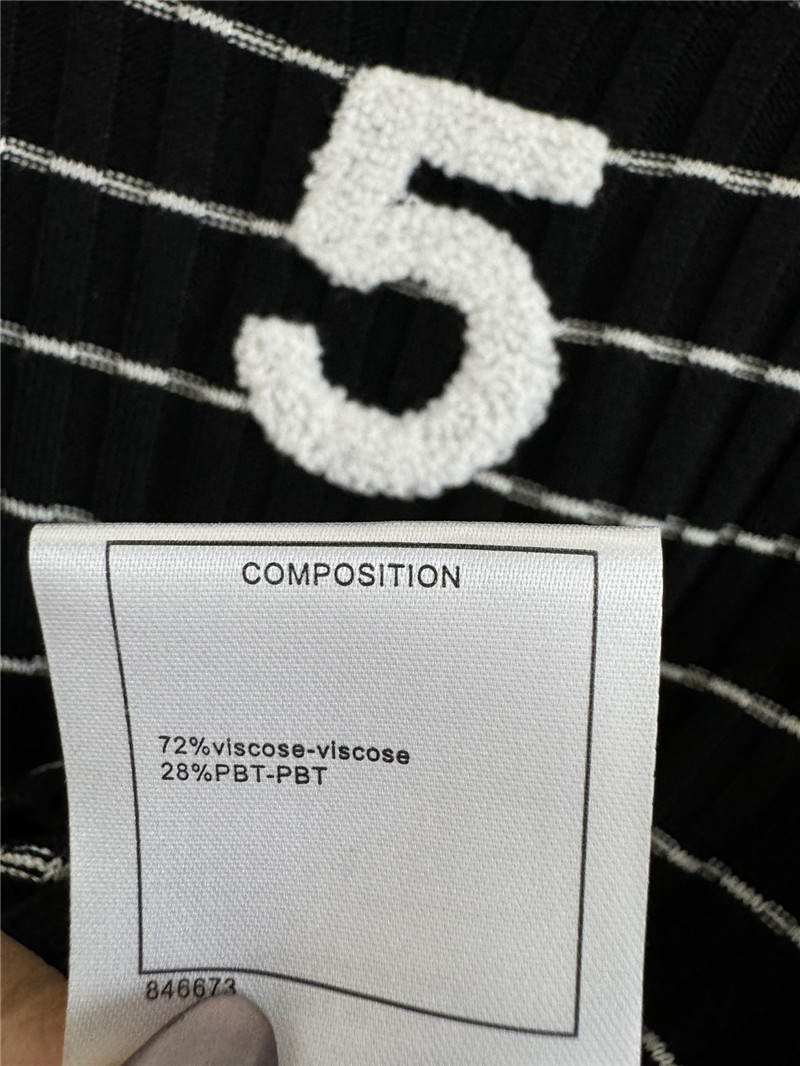 5
COMPOSITION
72%viscose-viscose
28%PBT-PBT
846673